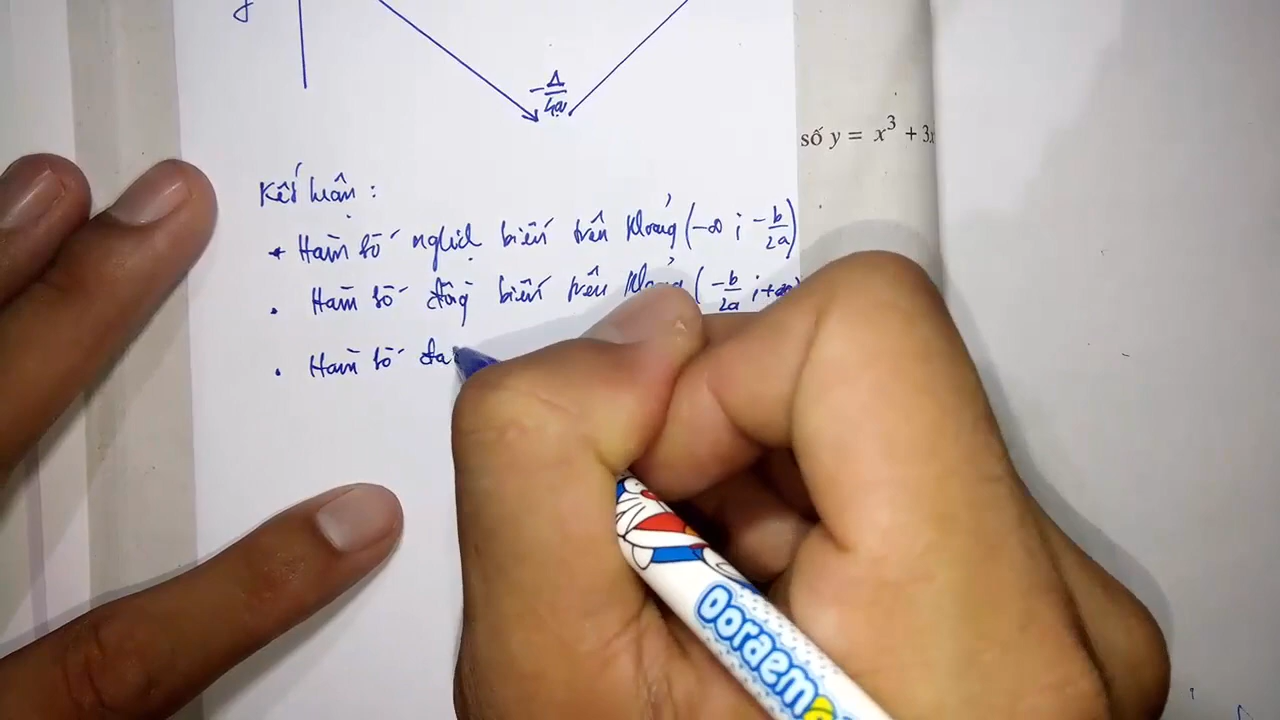 y
-Δ/4a
số y = x³ + 3x
Kết luận :
• Hàm số nghịch biến trên khoảng (-∞ ; -b/2a)
• Hàm số đồng biến trên khoảng (-b/2a ; +∞)
• Hàm số đạ
DORAEMO